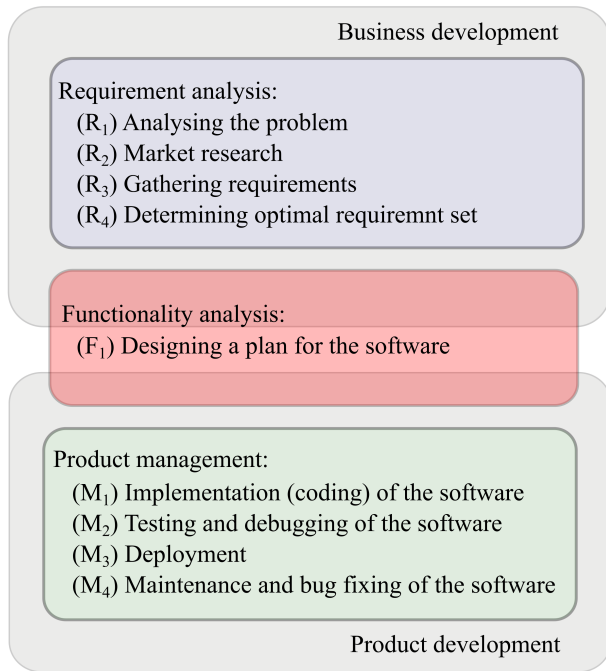 Business development
Requirement analysis:
(R₁) Analysing the problem
(R₂) Market research
(R₃) Gathering requirements
(R₄) Determining optimal requiremnt set
Functionality analysis:
(F₁) Designing a plan for the software
Product management:
(M₁) Implementation (coding) of the software
(M₂) Testing and debugging of the software
(M₃) Deployment
(M₄) Maintenance and bug fixing of the software
Product development